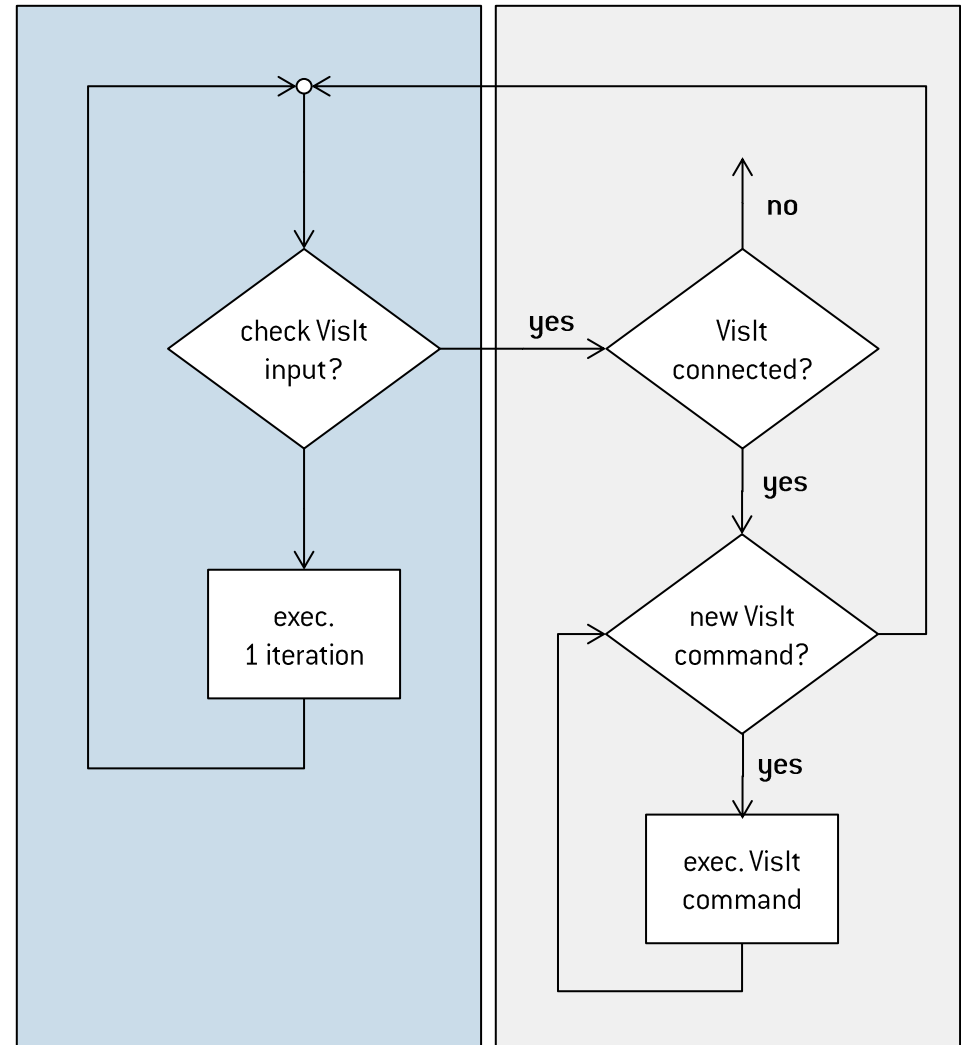 check VisIt
input?
exec.
1 iteration
yes
no
VisIt
connected?
yes
new VisIt
command?
yes
exec. VisIt
command